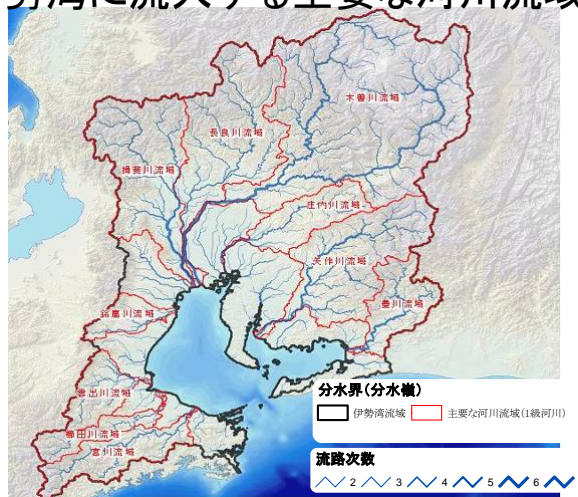 勢湾に流入する主要な河川流域
木曽川流域
長良川流域
揖斐川流域
庄内川流域
矢作川流域
豊川流域
鈴鹿川流域
雲出川流域
櫛田川流域
宮川流域
分水界(分水嶺)
伊勢湾流域 主要な河川流域(1級河川)
流路次数
2 3 4 5 6